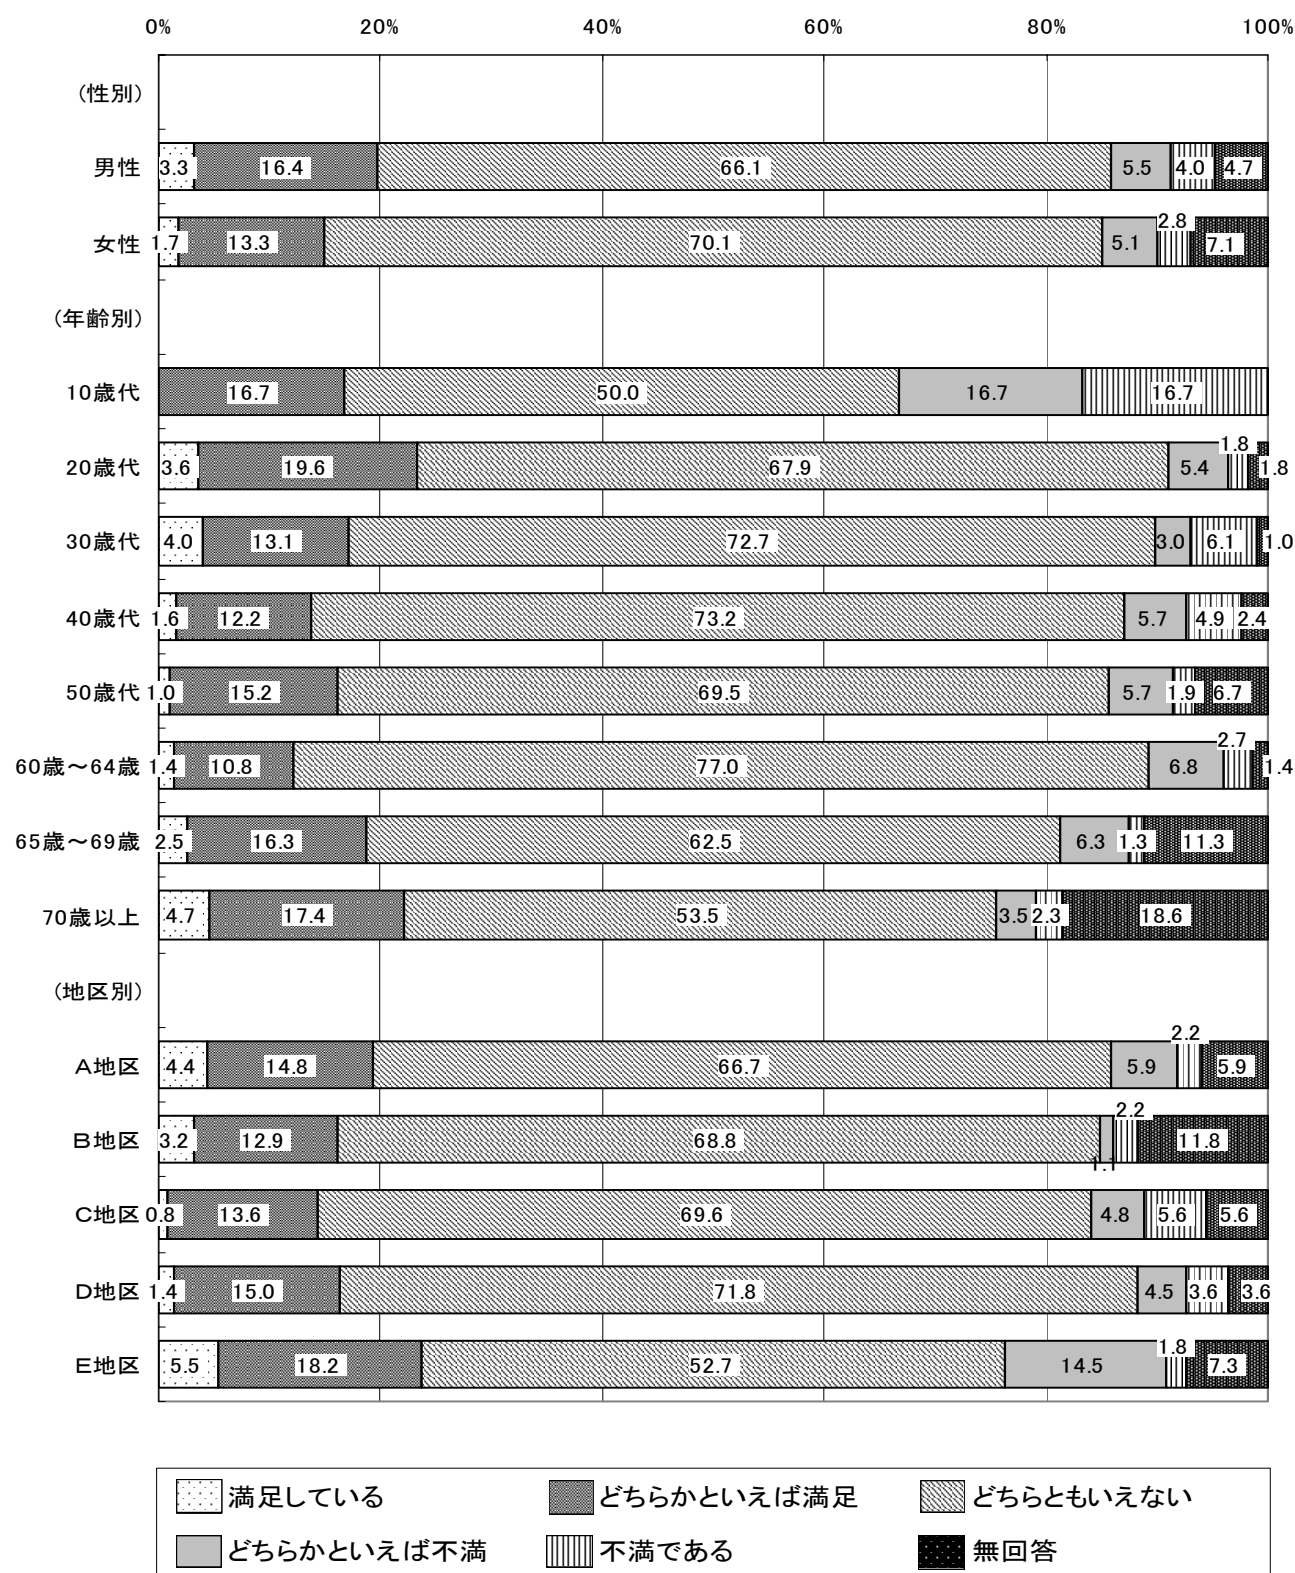 0% 20% 40% 60% 80% 100%
(性別)
男性 3.3 16.4 66.1 5.5 4.0 4.7
女性 1.7 13.3 70.1 5.1 2.8 7.1
(年齢別)
10歳代 16.7 50.0 16.7 16.7
20歳代 3.6 19.6 67.9 5.4 1.8 1.8
30歳代 4.0 13.1 72.7 3.0 6.1 1.0
40歳代 1.6 12.2 73.2 5.7 4.9 2.4
50歳代 1.0 15.2 69.5 5.7 1.9 6.7
60歳～64歳 1.4 10.8 77.0 6.8 2.7 1.4
65歳～69歳 2.5 16.3 62.5 6.3 1.3 11.3
70歳以上 4.7 17.4 53.5 3.5 2.3 18.6
(地区別)
A地区 4.4 14.8 66.7 5.9 2.2 5.9
B地区 3.2 12.9 68.8 1.1 2.2 11.8
C地区 0.8 13.6 69.6 4.8 5.6 5.6
D地区 1.4 15.0 71.8 4.5 3.6 3.6
E地区 5.5 18.2 52.7 14.5 1.8 7.3
満足している どちらかといえば満足 どちらともいえない
どちらかといえば不満 不満である 無回答